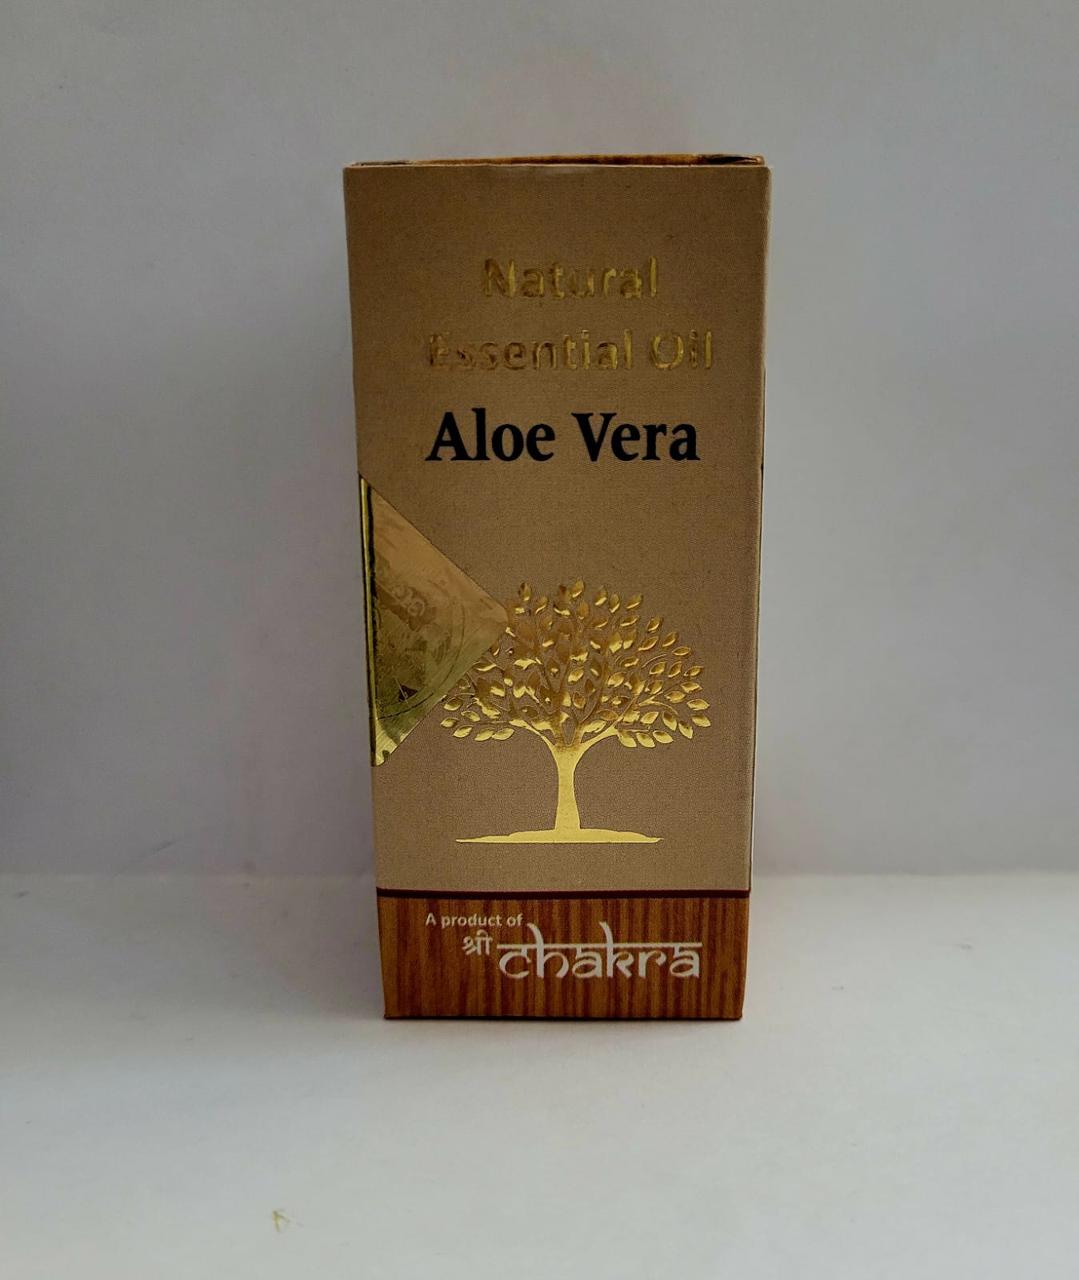 Natural
Essential Oil
Aloe Vera
A product of
श्री chakra